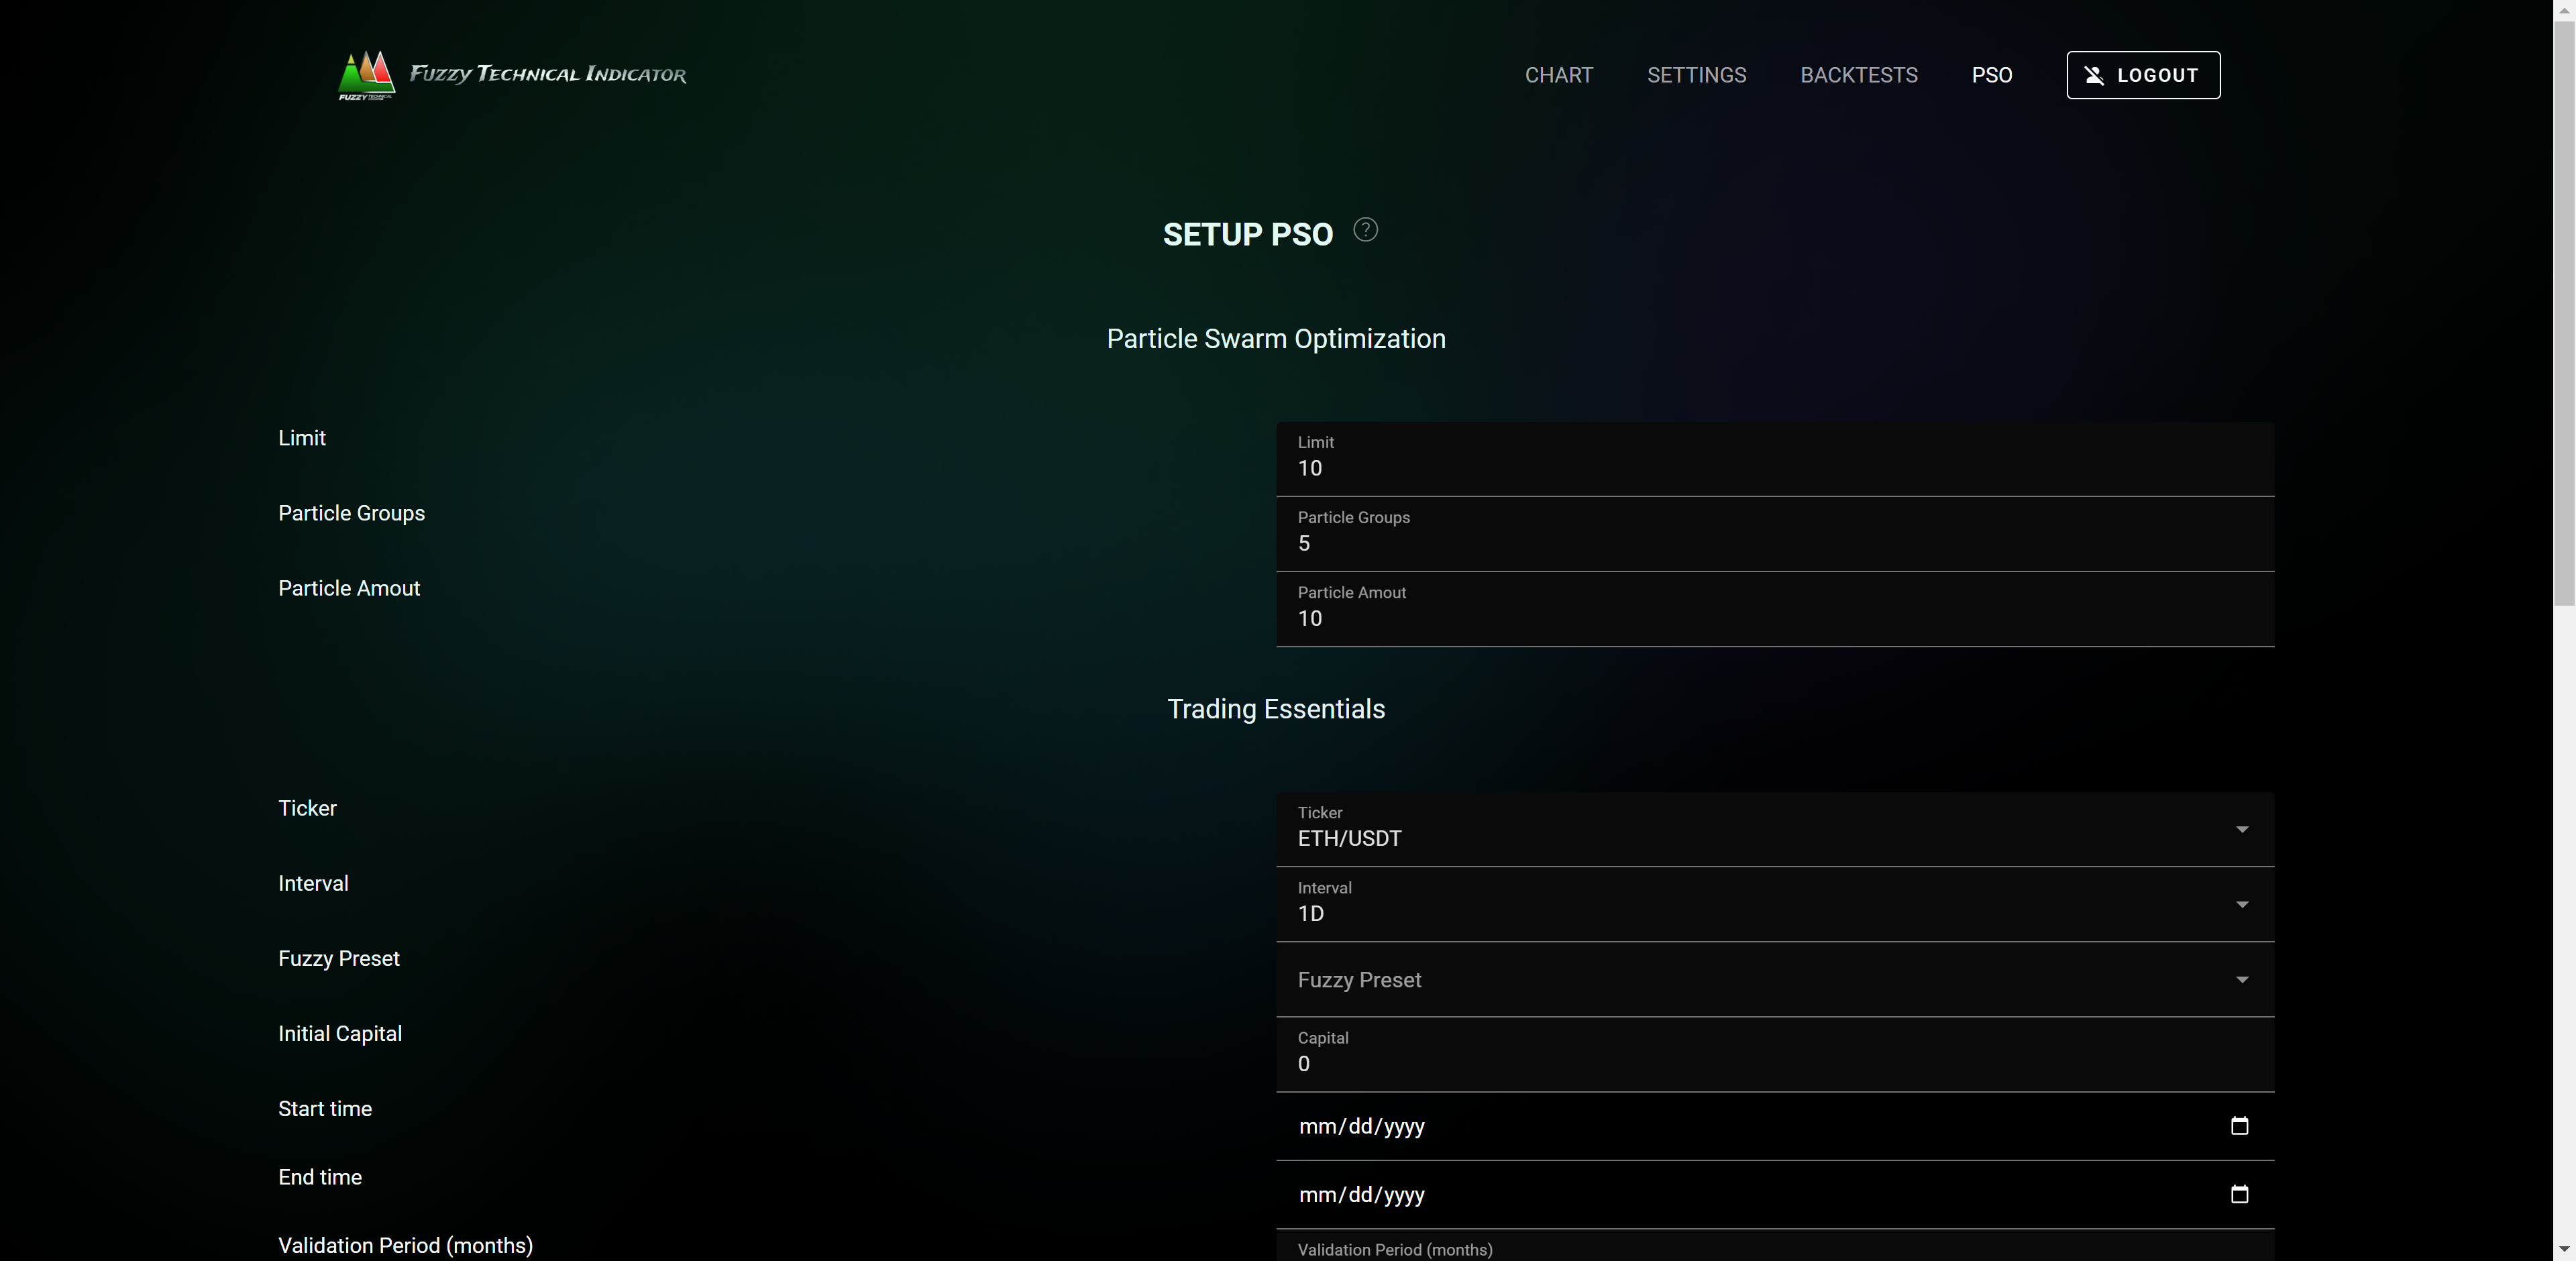 FUZZY TECHNICAL INDICATOR
CHART SETTINGS BACKTESTS PSO LOGOUT
SETUP PSO ?
Particle Swarm Optimization
Limit
Limit
10
Particle Groups
Particle Groups
5
Particle Amout
Particle Amout
10
Trading Essentials
Ticker
Ticker
ETH/USDT
Interval
Interval
1D
Fuzzy Preset
Fuzzy Preset
Initial Capital
Capital
0
Start time
mm/dd/yyyy
End time
mm/dd/yyyy
Validation Period (months)
Validation Period (months)